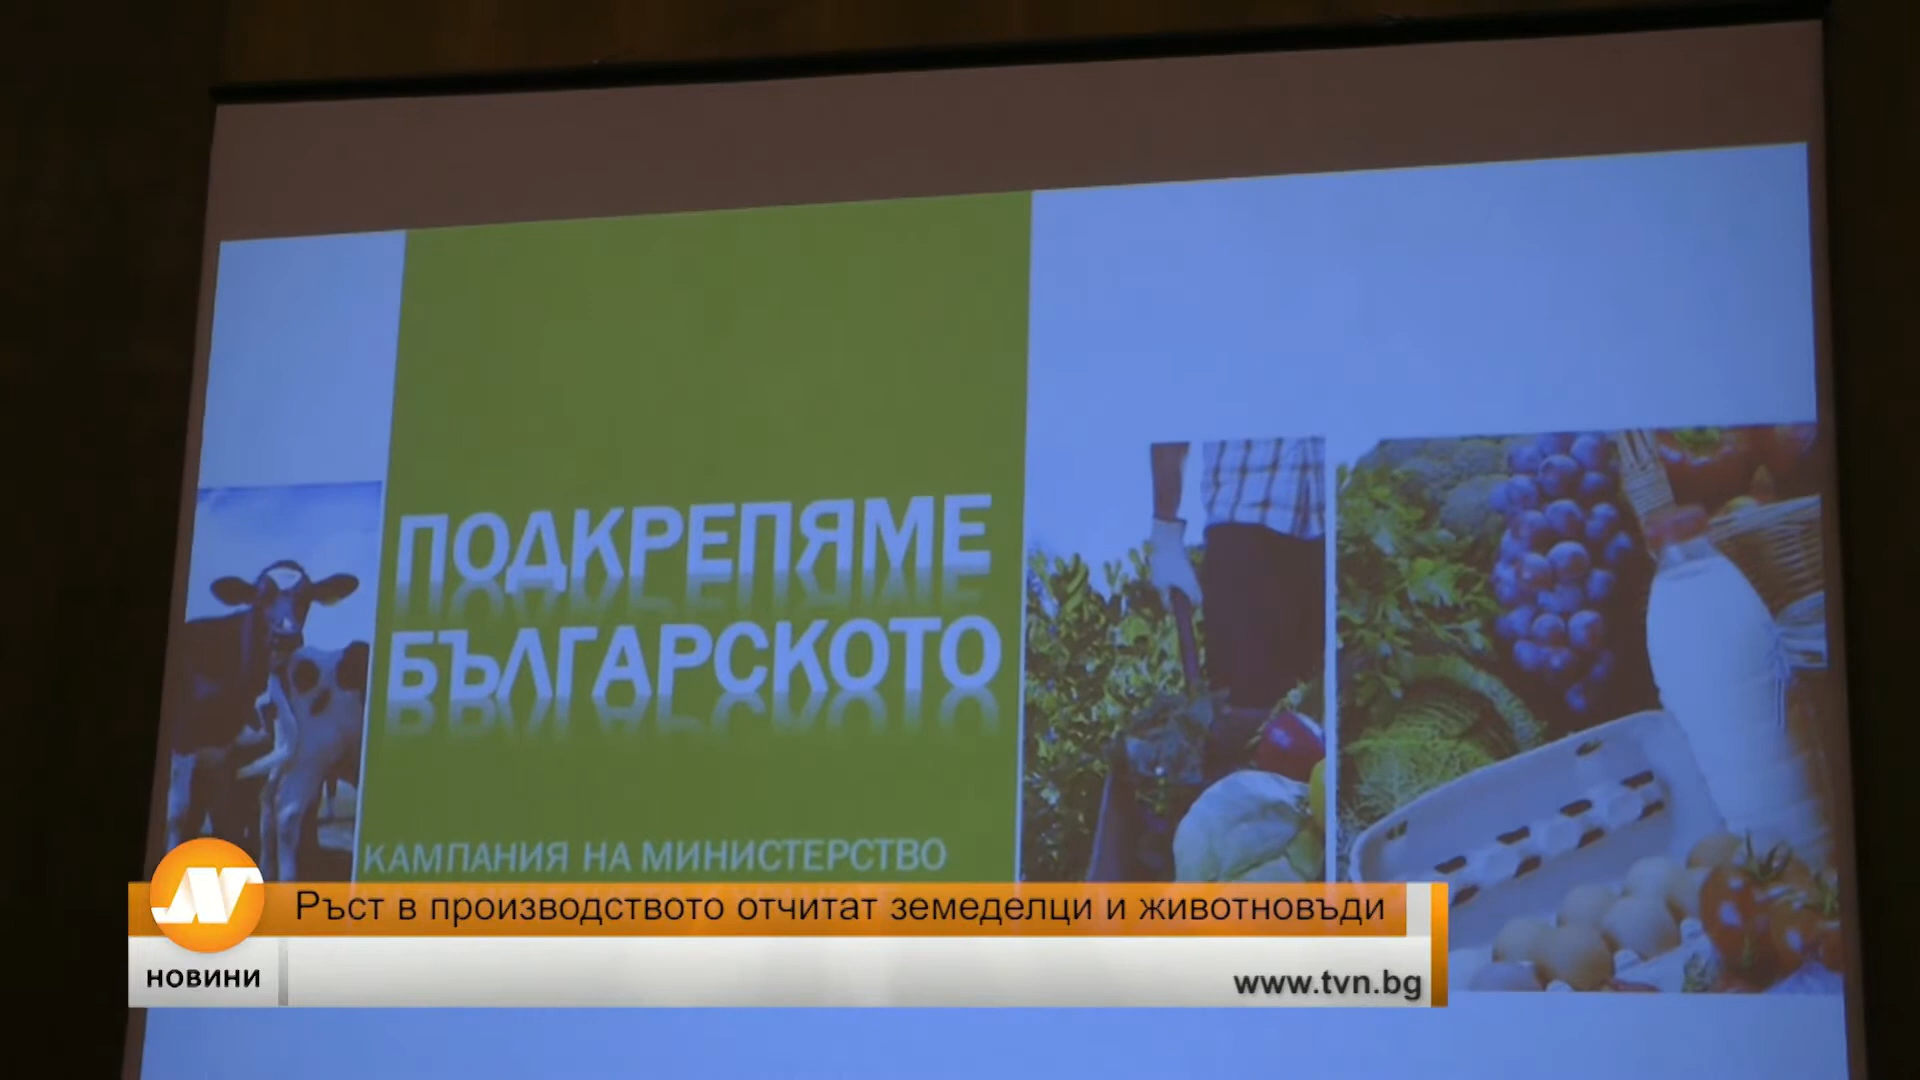 ПОДКРЕПЯМЕ
БЪЛГАРСКОТО
КАМПАНИЯ НА МИНИСТЕРСТВО
Ръст в производството отчитат земеделци и животновъди
НОВИНИ
www.tvn.bg